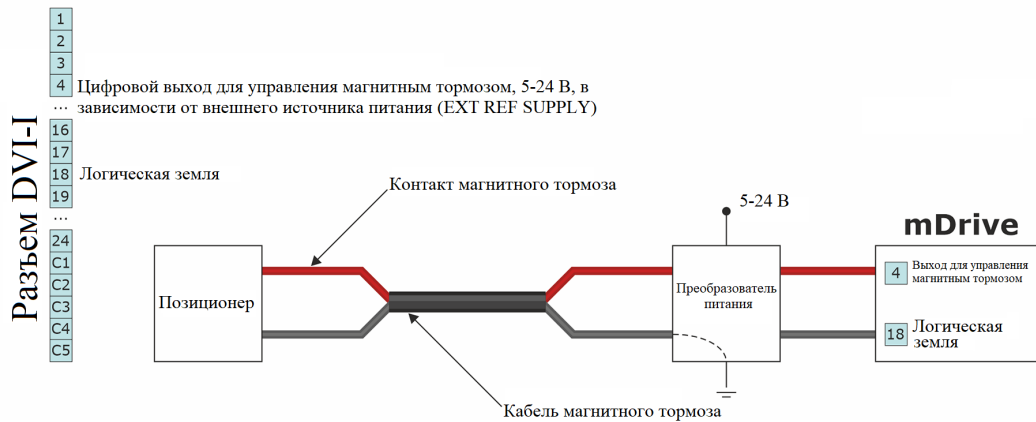 Разъем DVI-I
1
2
3
4
Цифровой выход для управления магнитным тормозом, 5-24 В, в
зависимости от внешнего источника питания (EXT REF SUPPLY)
...
16
17
18
Логическая земля
19
...
24
C1
C2
C3
C4
C5
Контакт магнитного тормоза
5-24 В
mDrive
Позиционер
Преобразователь
питания
4
Выход для управления
магнитным тормозом
18
Логическая
земля
Кабель магнитного тормоза